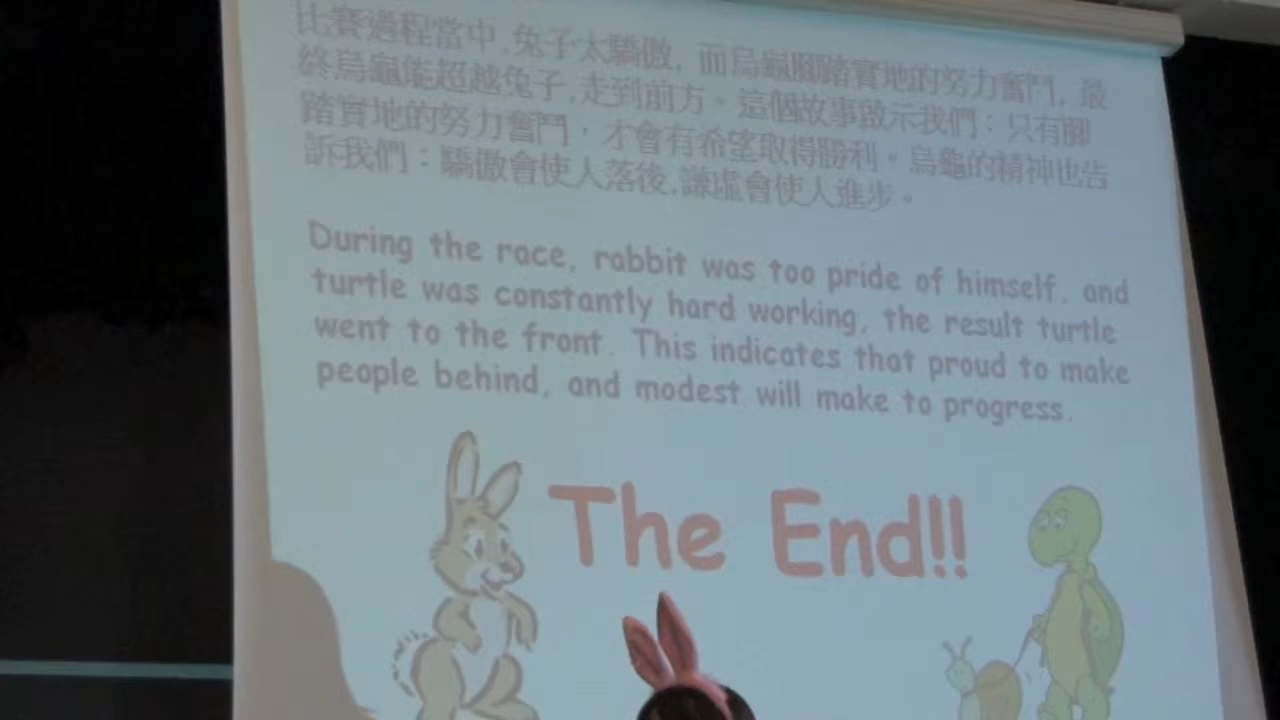 比賽過程當中,兔子太驕傲，而烏龜腳踏實地的努力奮鬥，最
終烏龜能超越兔子,走到前方。這個故事啟示我們：只有腳
踏實地的努力奮鬥，才會有希望取得勝利。烏龜的精神也告
訴我們：驕傲會使人落後,謙虛會使人進步。
During the race, rabbit was too pride of himself, and
turtle was constantly hard working, the result turtle
went to the front. This indicates that proud to make
people behind, and modest will make to progress.
The End!!